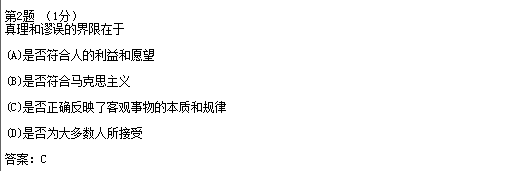 第2题 （1分）
真理和谬误的界限在于
(A)是否符合人的利益和愿望
(B)是否符合马克思主义
(C)是否正确反映了客观事物的本质和规律
(D)是否为大多数人所接受
答案：C